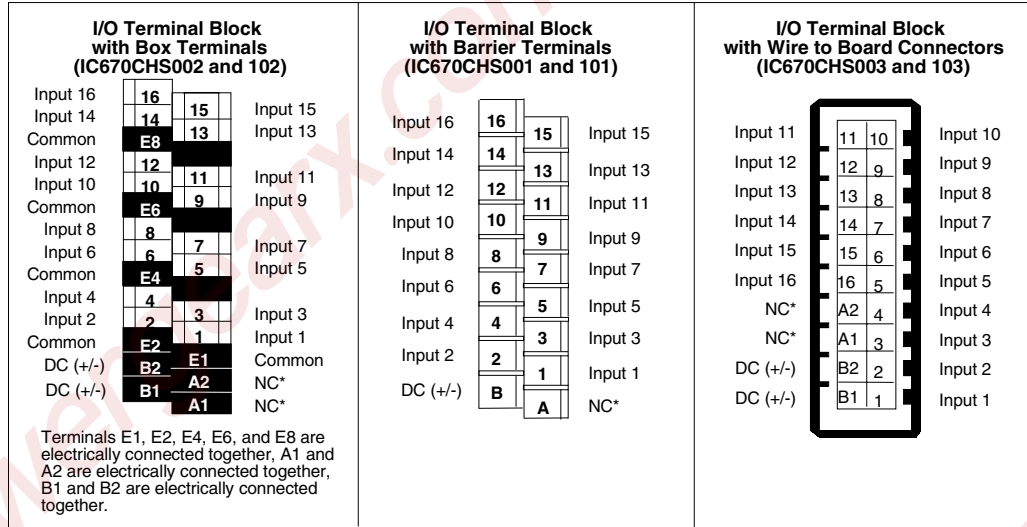 I/O Terminal Block
with Box Terminals
(IC670CHS002 and 102)
Input 16 16
15 Input 15
Input 14 14
13 Input 13
Common E8
Input 12 12
11 Input 11
Input 10 10
9 Input 9
Common E6
Input 8 8
7 Input 7
Input 6 6
5 Input 5
Common E4
Input 4 4
3 Input 3
Input 2 2
1 Input 1
Common E2
E1 Common
DC (+/-) B2
A2 NC*
DC (+/-) B1
A1 NC*
Terminals E1, E2, E4, E6, and E8 are
electrically connected together, A1 and
A2 are electrically connected together,
B1 and B2 are electrically connected
together.
I/O Terminal Block
with Barrier Terminals
(IC670CHS001 and 101)
Input 16 16
15 Input 15
Input 14 14
13 Input 13
Input 12 12
11 Input 11
Input 10 10
9 Input 9
Input 8 8
7 Input 7
Input 6 6
5 Input 5
Input 4 4
3 Input 3
Input 2 2
1 Input 1
DC (+/-) B
A NC*
I/O Terminal Block
with Wire to Board Connectors
(IC670CHS003 and 103)
Input 11 11 10 Input 10
Input 12 12 9 Input 9
Input 13 13 8 Input 8
Input 14 14 7 Input 7
Input 15 15 6 Input 6
Input 16 16 5 Input 5
NC* A2 4 Input 4
NC* A1 3 Input 3
DC (+/-) B2 2 Input 2
DC (+/-) B1 1 Input 1